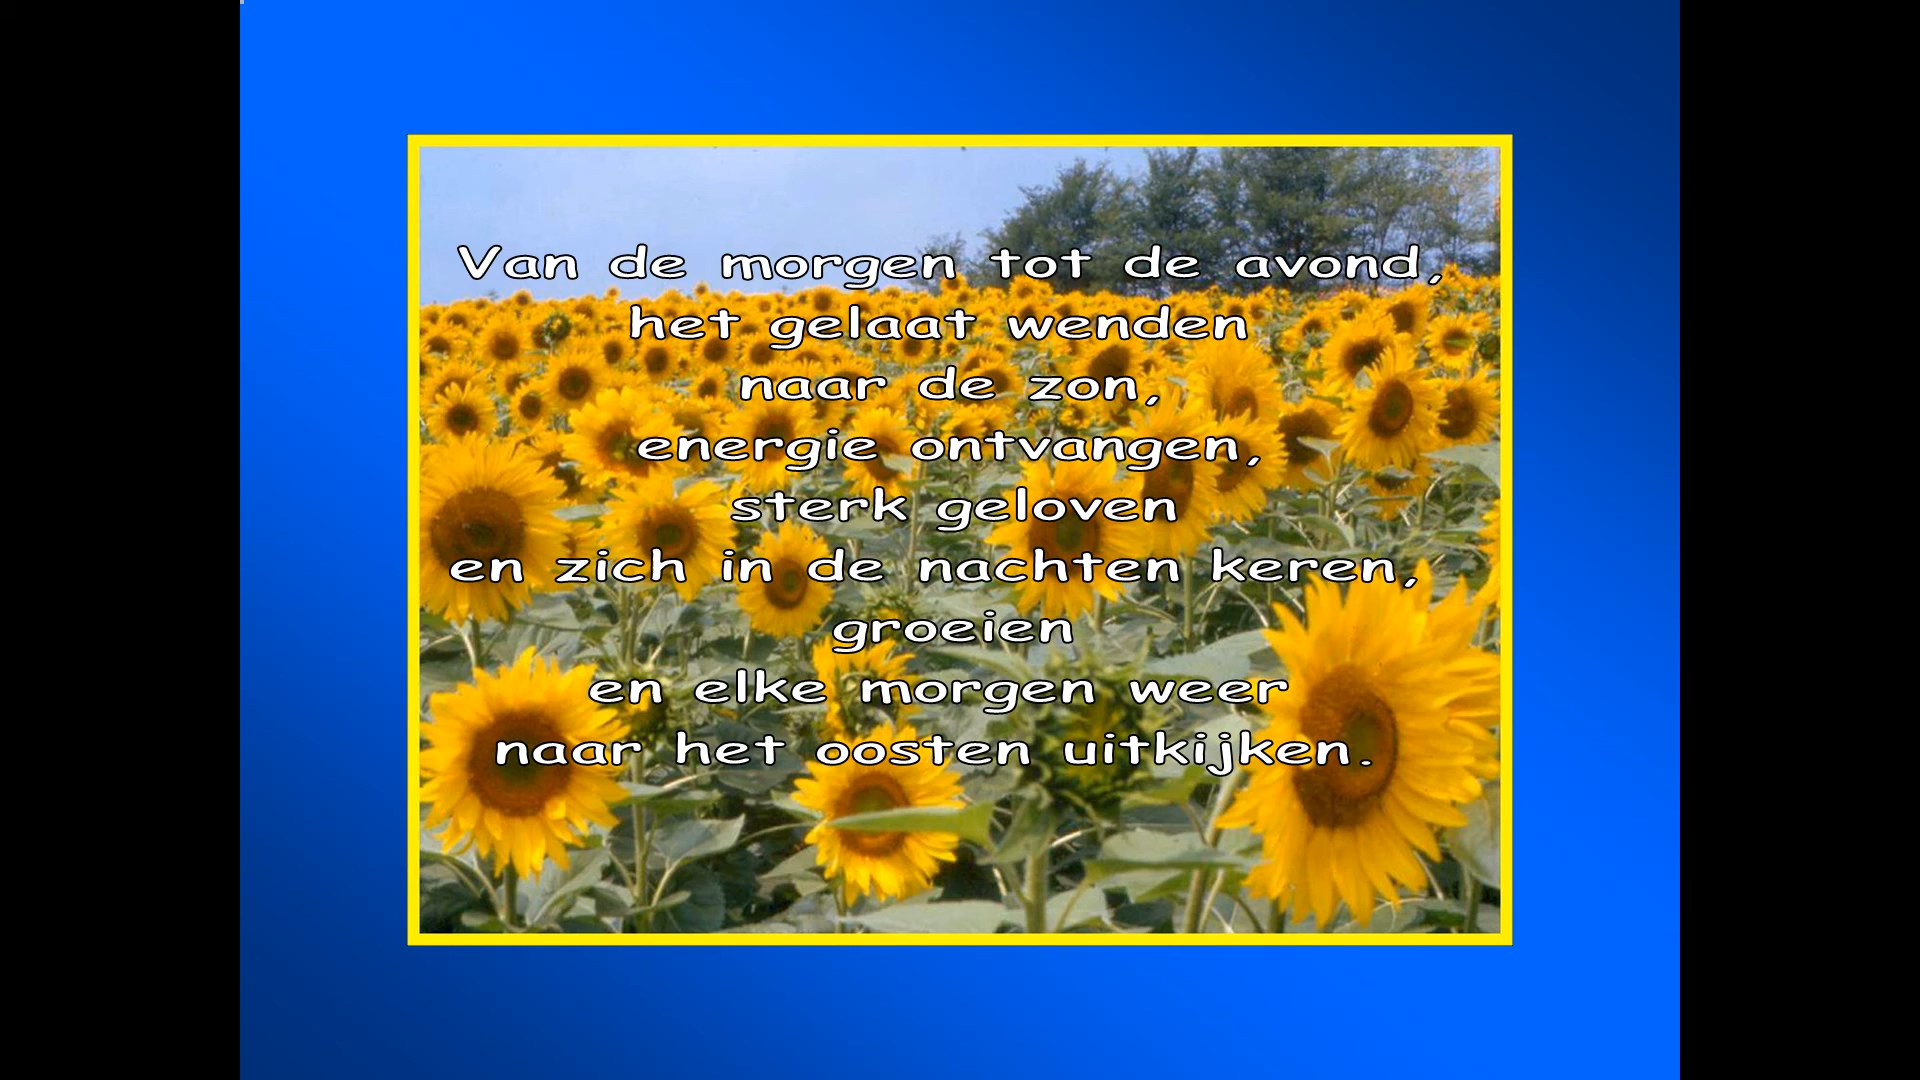 Van de morgen tot de avond,
het gelaat wenden
naar de zon,
energie ontvangen,
sterk geloven
en zich in de nachten keren,
groeien
en elke morgen weer
naar het oosten uitkijken.